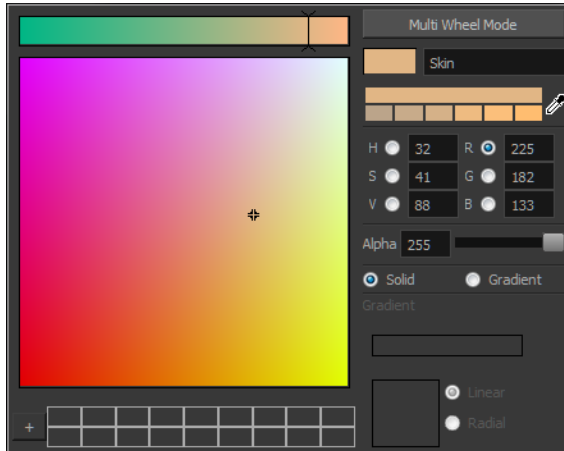 Multi Wheel Mode
Skin
H 32 R 225
S 41 G 182
V 88 B 133
Alpha 255
Solid Gradient
Gradient
Linear
+
Radial